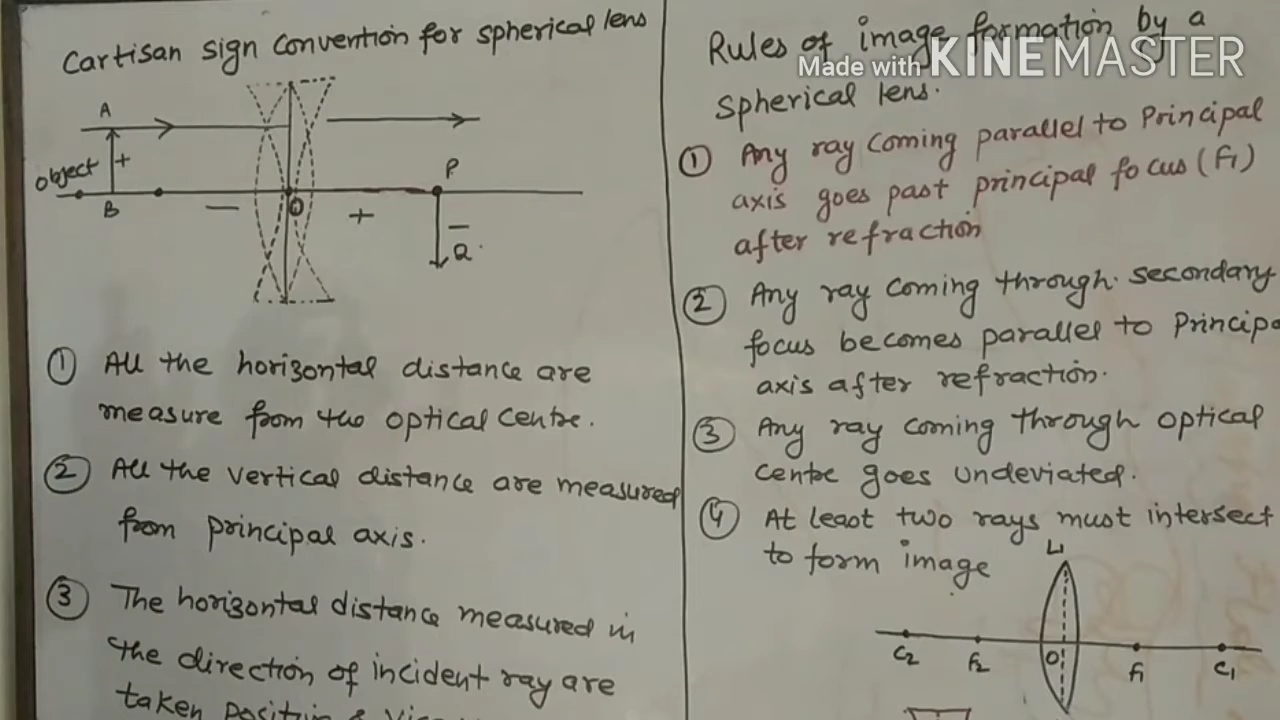 Cartisan sign convention for spherical lens
A
object
+
B
−
O
+
P
−
Q
① All the horizontal distance are
measure from the optical centre.
② All the vertical distance are measured
from principal axis.
③ The horizontal distance measured in
the direction of incident ray are
taken
Rules of image formation by a
Made with KINEMASTER
spherical lens.
① Any ray coming parallel to Principal
axis goes past principal focus (F1)
after refraction
② Any ray coming through secondary
focus becomes parallel to Principa
axis after refraction.
③ Any ray coming through optical
centre goes undeviated.
④ At least two rays must intersect
to form image
L1
C2
F2
O
F1
C1